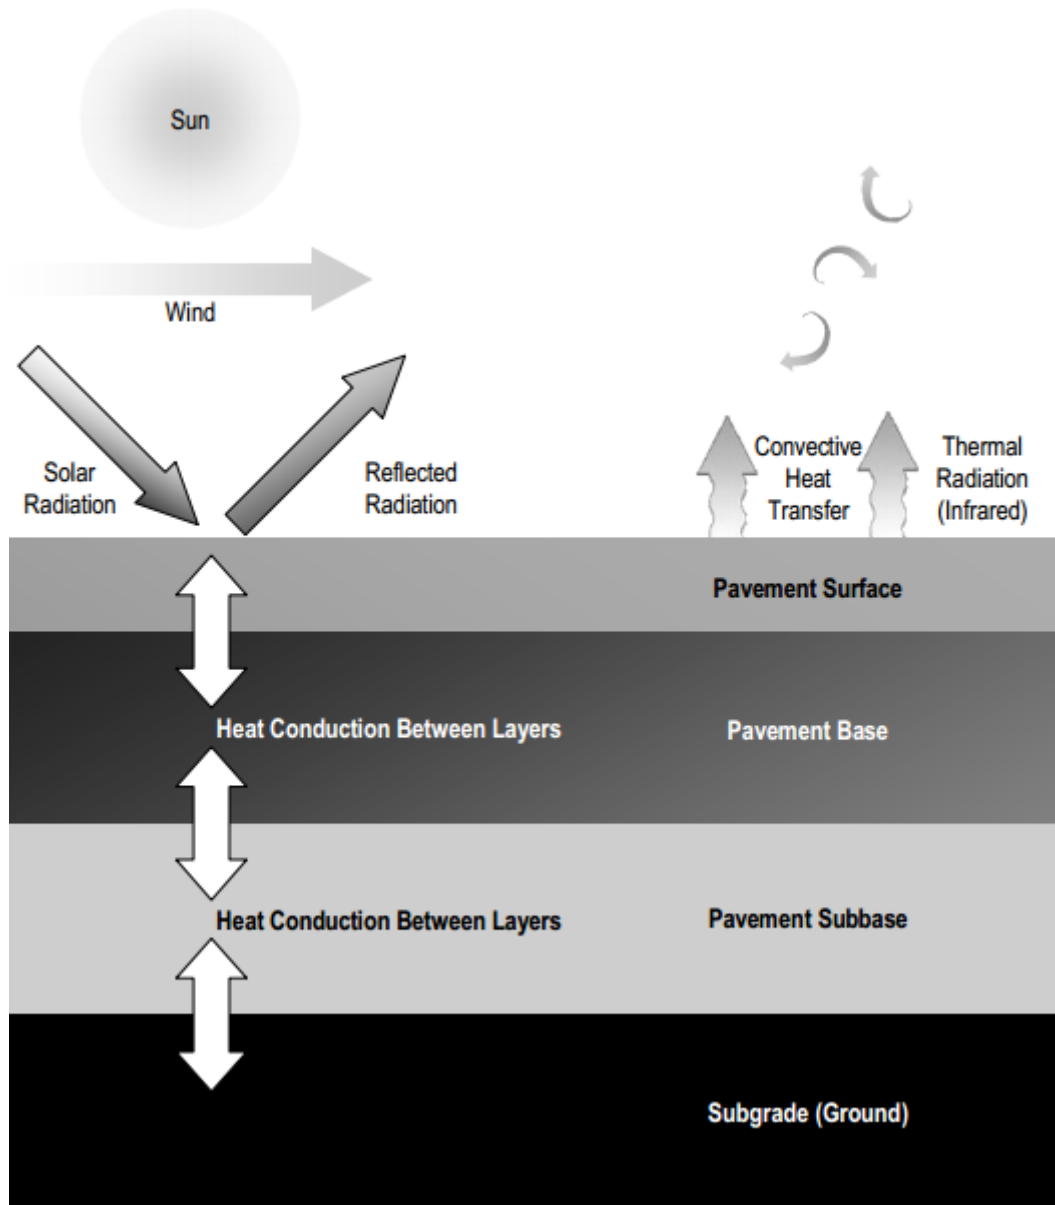 Sun
Wind
Solar
Radiation
Reflected
Radiation
Convective
Heat
Transfer
Thermal
Radiation
(Infrared)
Pavement Surface
Heat Conduction Between Layers
Pavement Base
Heat Conduction Between Layers
Pavement Subbase
Subgrade (Ground)